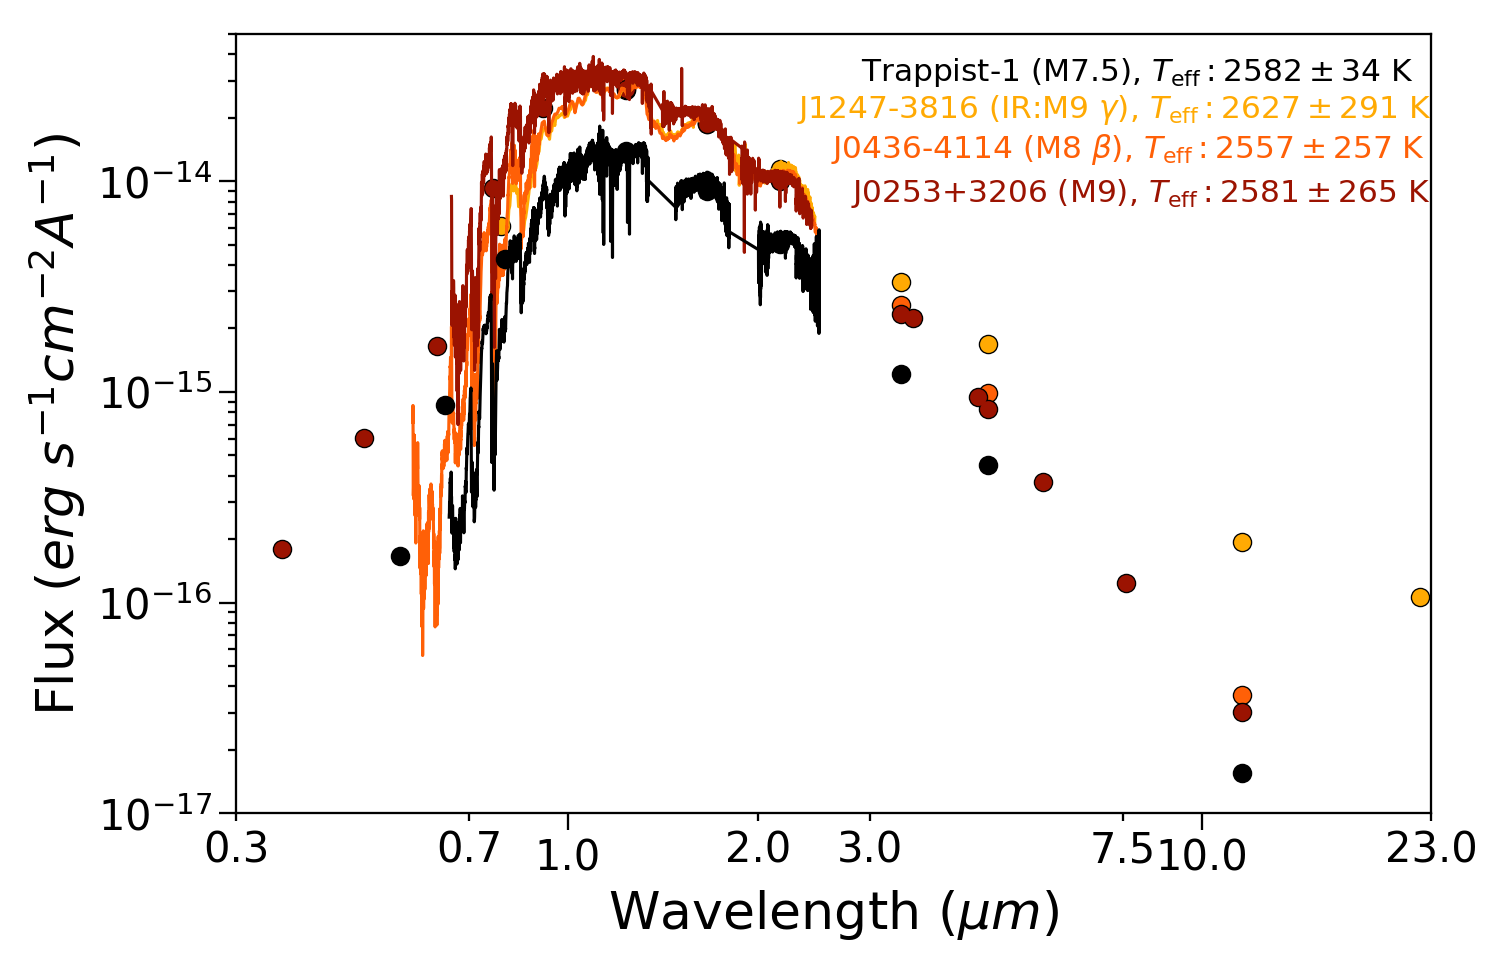 Trappist-1 (M7.5), T_eff : 2582 ± 34 K
J1247-3816 (IR:M9 γ), T_eff : 2627 ± 291 K
J0436-4114 (M8 β), T_eff : 2557 ± 257 K
J0253+3206 (M9), T_eff : 2581 ± 265 K
Flux (erg s^−1 cm^−2 A^−1)
10^−14
10^−15
10^−16
10^−17
0.3 0.7 1.0 2.0 3.0 7.5 10.0 23.0
Wavelength (μm)